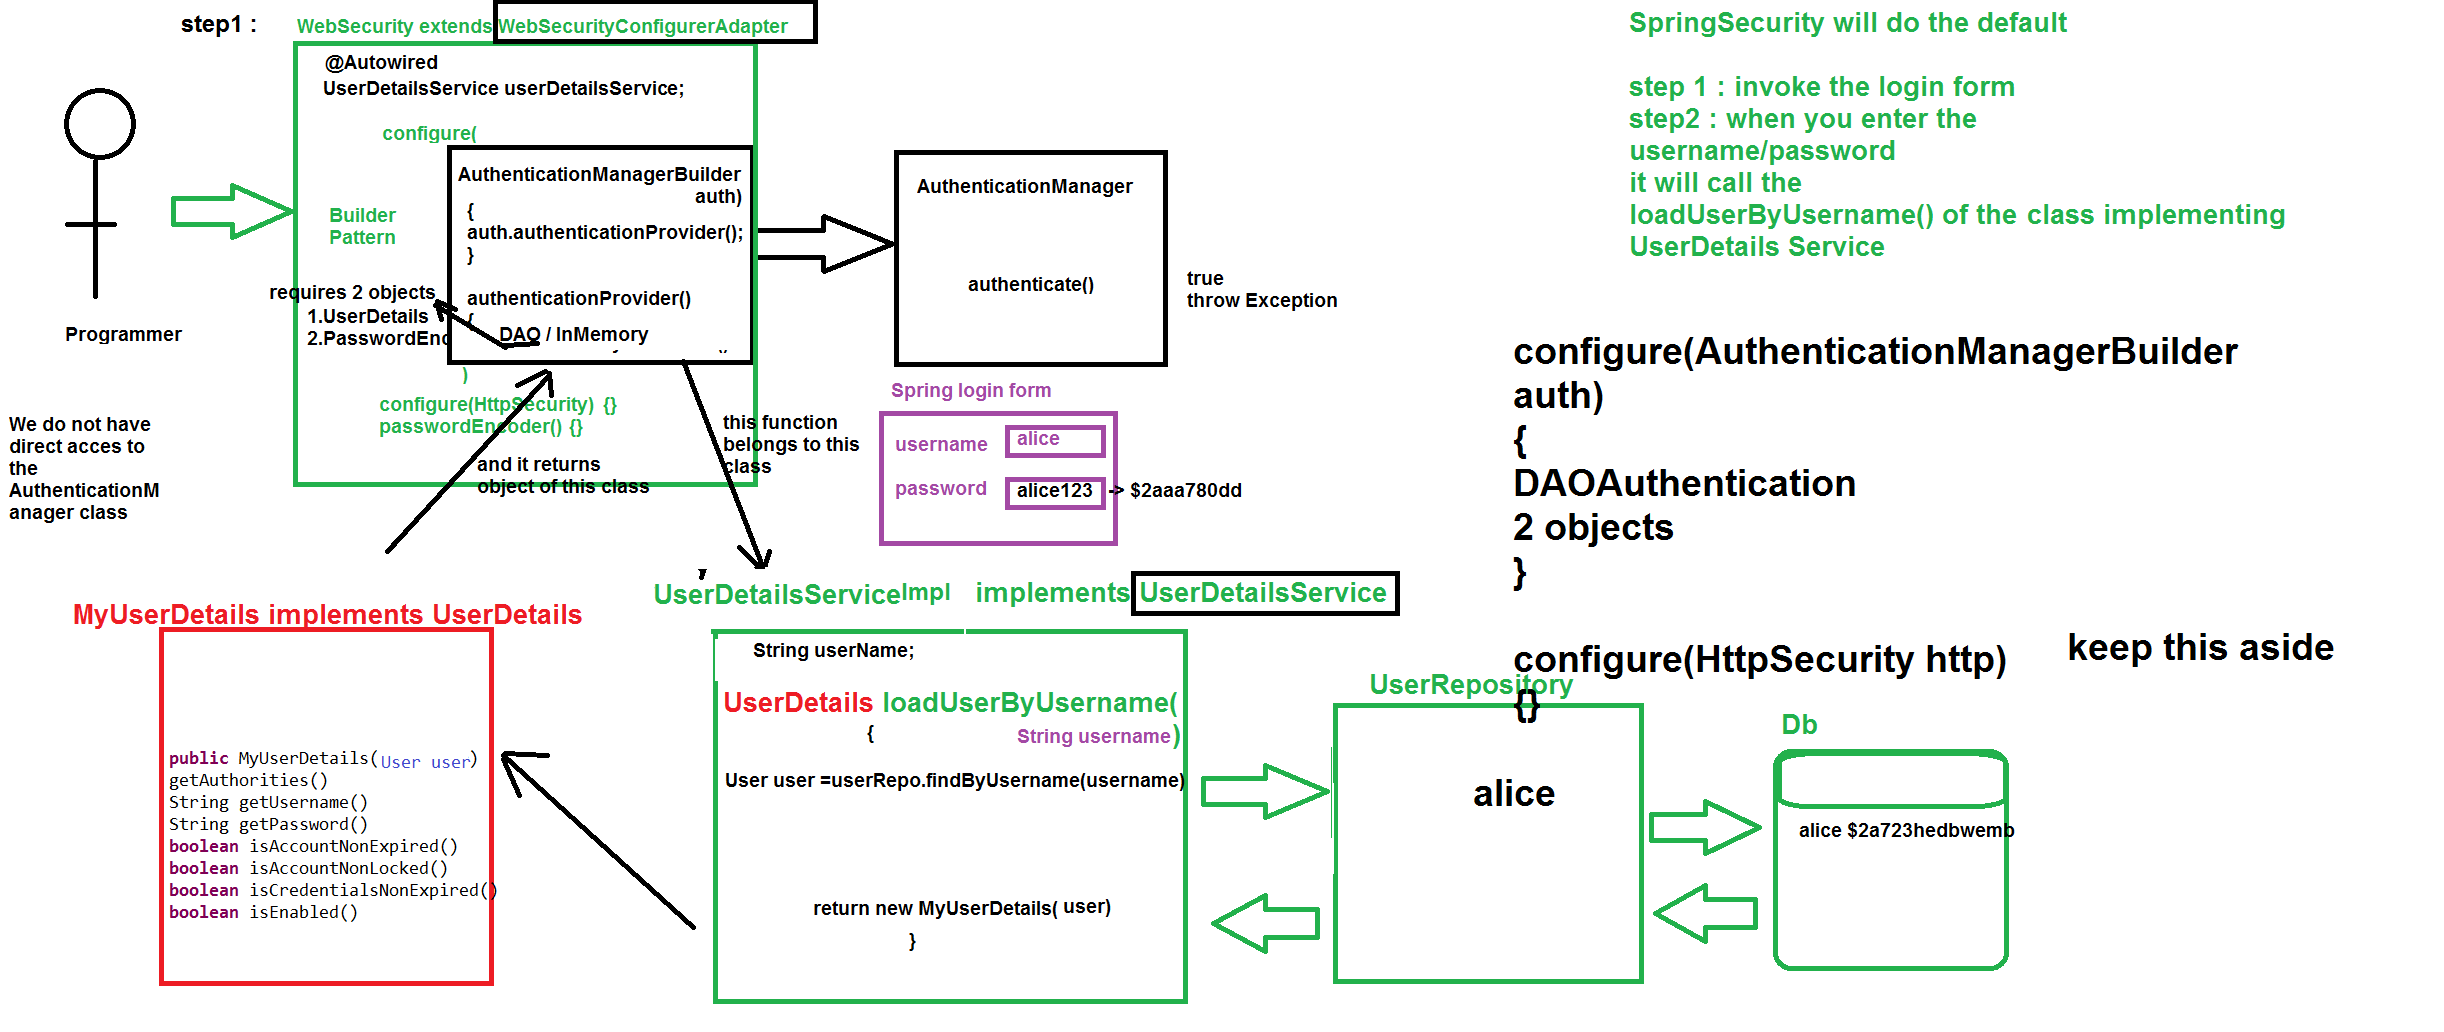 step1 :
WebSecurity extends WebSecurityConfigurerAdapter
@Autowired
UserDetailsService userDetailsService;
configure(
AuthenticationManagerBuilder
auth)
{
auth.authenticationProvider();
}
authenticationProvider()
{
DAO / InMemory
)
Builder
Pattern
requires 2 objects
1.UserDetails
2.PasswordEnc
configure(HttpSecurity) {}
passwordEncoder() {}
Programmer
We do not have
direct acces to
the
AuthenticationM
anager class
and it returns
object of this class
this function
belongs to this
class
AuthenticationManager
authenticate()
true
throw Exception
Spring login form
username
alice
password
alice123
-> $2aaa780dd
SpringSecurity will do the default
step 1 : invoke the login form
step2 : when you enter the
username/password
it will call the
loadUserByUsername() of the class implementing
UserDetails Service
configure(AuthenticationManagerBuilder
auth)
{
DAOAuthentication
2 objects
}
configure(HttpSecurity http)
{}
keep this aside
MyUserDetails implements UserDetails
public MyUserDetails(User user)
getAuthorities()
String getUsername()
String getPassword()
boolean isAccountNonExpired()
boolean isAccountNonLocked()
boolean isCredentialsNonExpired()
boolean isEnabled()
UserDetailsServiceImpl implements UserDetailsService
String userName;
UserDetails loadUserByUsername(
{
String username)
User user =userRepo.findByUsername(username)
return new MyUserDetails( user)
}
UserRepository
alice
Db
alice $2a723hedbwemb